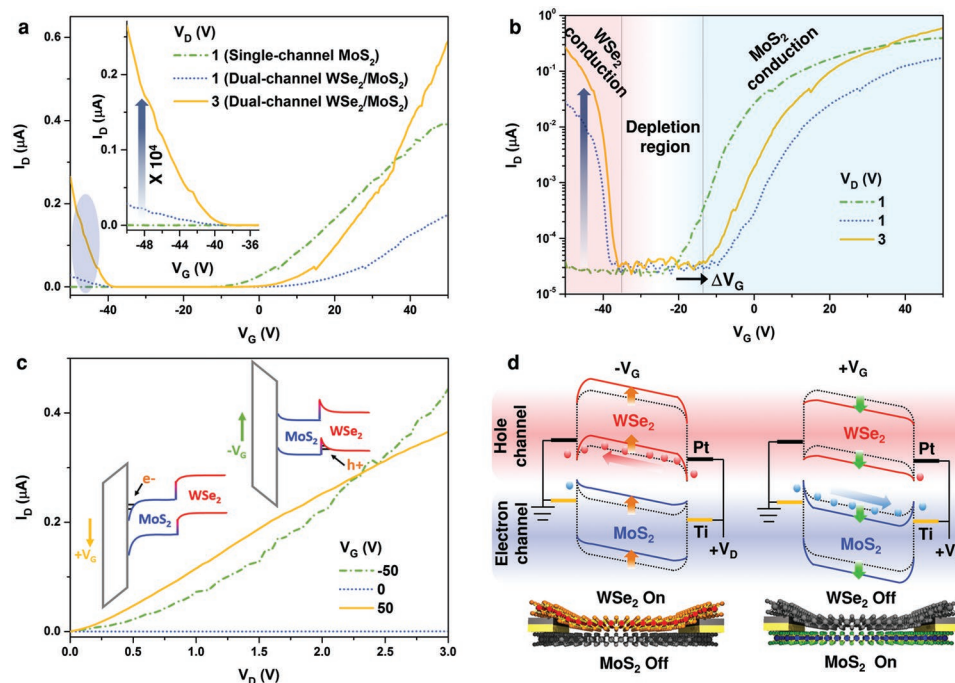 a
V_D (V)
1 (Single-channel MoS₂)
1 (Dual-channel WSe₂/MoS₂)
3 (Dual-channel WSe₂/MoS₂)
I_D (μA)
0.6
0.4
0.2
0.0
I_D (μA)
0.2
0.1
0.0
X 10⁴
-48 -44 -40 -36
V_G (V)
-40 -20 0 20 40
V_G (V)
b
I_D (μA)
10⁰
10⁻¹
10⁻²
10⁻³
10⁻⁴
10⁻⁵
WSe₂
conduction
MoS₂
conduction
Depletion
region
V_D (V)
1
1
3
ΔV_G
-40 -20 0 20 40
V_G (V)
c
I_D (μA)
0.4
0.2
0.0
e-
MoS₂
WSe₂
+V_G
-V_G
MoS₂
WSe₂
h+
V_G (V)
-50
0
50
0.0 0.5 1.0 1.5 2.0 2.5 3.0
V_D (V)
d
-V_G
+V_G
Hole
channel
Electron
channel
WSe₂
Pt
MoS₂
Ti
+V_D
WSe₂
Pt
MoS₂
Ti
+V
WSe₂ On
MoS₂ Off
WSe₂ Off
MoS₂ On